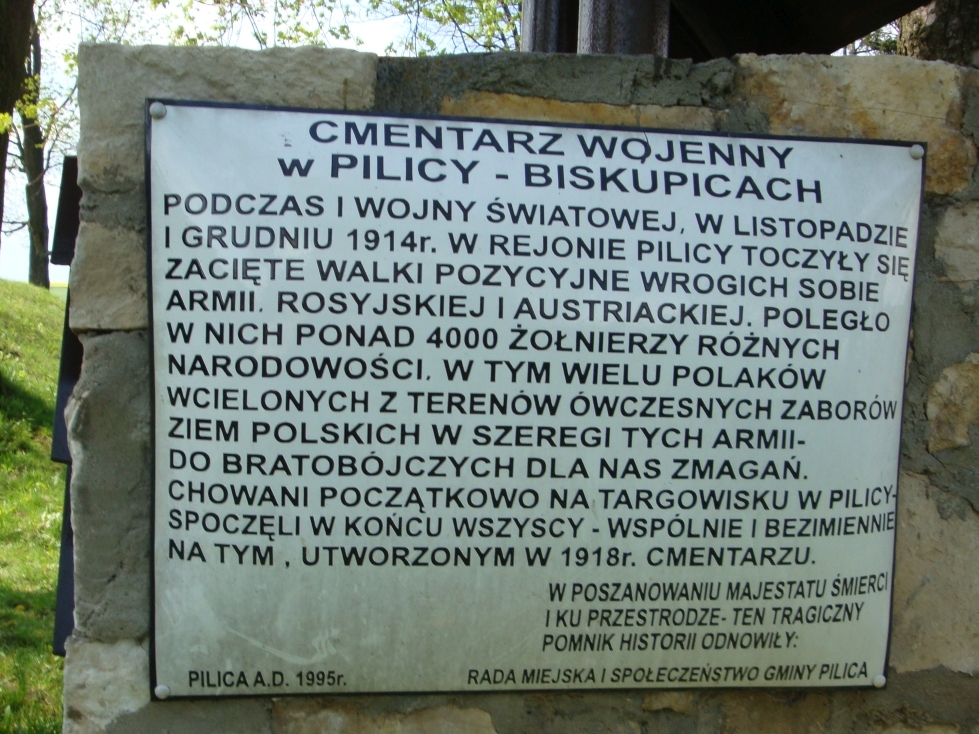 CMENTARZ WOJENNY
w PILICY - BISKUPICACH
PODCZAS I WOJNY ŚWIATOWEJ, W LISTOPADZIE
I GRUDNIU 1914r. W REJONIE PILICY TOCZYŁY SIĘ
ZACIĘTE WALKI POZYCYJNE WROGICH SOBIE
ARMII. ROSYJSKIEJ I AUSTRIACKIEJ. POLEGŁO
W NICH PONAD 4000 ŻOŁNIERZY RÓŻNYCH
NARODOWOŚCI. W TYM WIELU POLAKÓW
WCIELONYCH Z TERENÓW ÓWCZESNYCH ZABORÓW
ZIEM POLSKICH W SZEREGI TYCH ARMII-
DO BRATOBÓJCZYCH DLA NAS ZMAGAŃ.
CHOWANI POCZĄTKOWO NA TARGOWISKU W PILICY-
SPOCZĘLI W KOŃCU WSZYSCY - WSPÓLNIE I BEZIMIENNIE
NA TYM , UTWORZONYM W 1918r. CMENTARZU.
W POSZANOWANIU MAJESTATU ŚMIERCI
I KU PRZESTRODZE- TEN TRAGICZNY
POMNIK HISTORII ODNOWIŁY:
PILICA A.D. 1995r. RADA MIEJSKA I SPOŁECZEŃSTWO GMINY PILICA